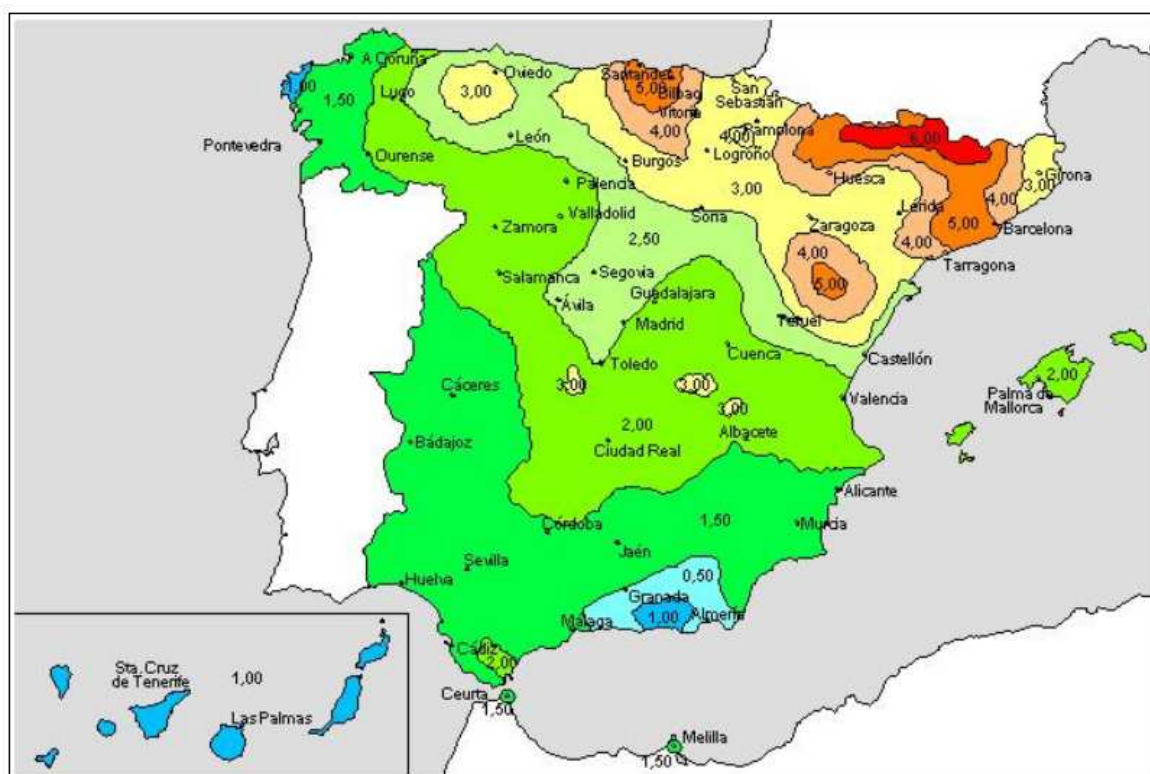 A Coruña
Oviedo
Santander
1,00
1,50
Lugo
3,00
5,00
Bilbao
San
Sebastián
Vitoria
4,00
Pamplona
4,00
6,00
León
Pontevedra
Ourense
Burgos
Logroño
Huesca
Girona
3,00
Palencia
3,00
4,00
Valladolid
Soria
Lérida
Zamora
Zaragoza
5,00
Barcelona
2,50
4,00
4,00
Tarragona
Salamanca
Segovia
5,00
Guadalajara
Ávila
Madrid
Teruel
Cuenca
Castellón
Toledo
3,00
3,00
2,00
Cáceres
Palma de
Mallorca
Valencia
3,00
2,00
Albacete
Bádajoz
Ciudad Real
Alicante
1,50
Córdoba
Murcia
Jaén
Sevilla
0,50
Huelva
Granada
1,00
Almería
Málaga
Cádiz
2,00
Sta. Cruz
de Tenerife
1,00
Ceurta
1,50
Las Palmas
Melilla
1,50